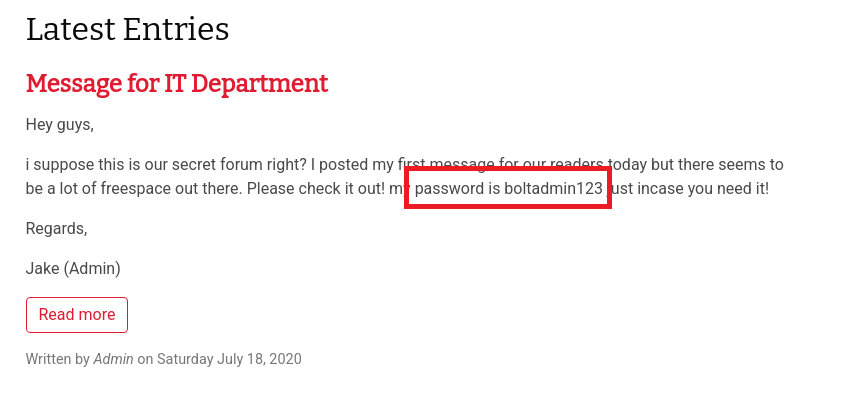 Latest Entries
Message for IT Department
Hey guys,
i suppose this is our secret forum right? I posted my first message for our readers today but there seems to
be a lot of freespace out there. Please check it out! my password is boltadmin123 just incase you need it!
Regards,
Jake (Admin)
Read more
Written by Admin on Saturday July 18, 2020